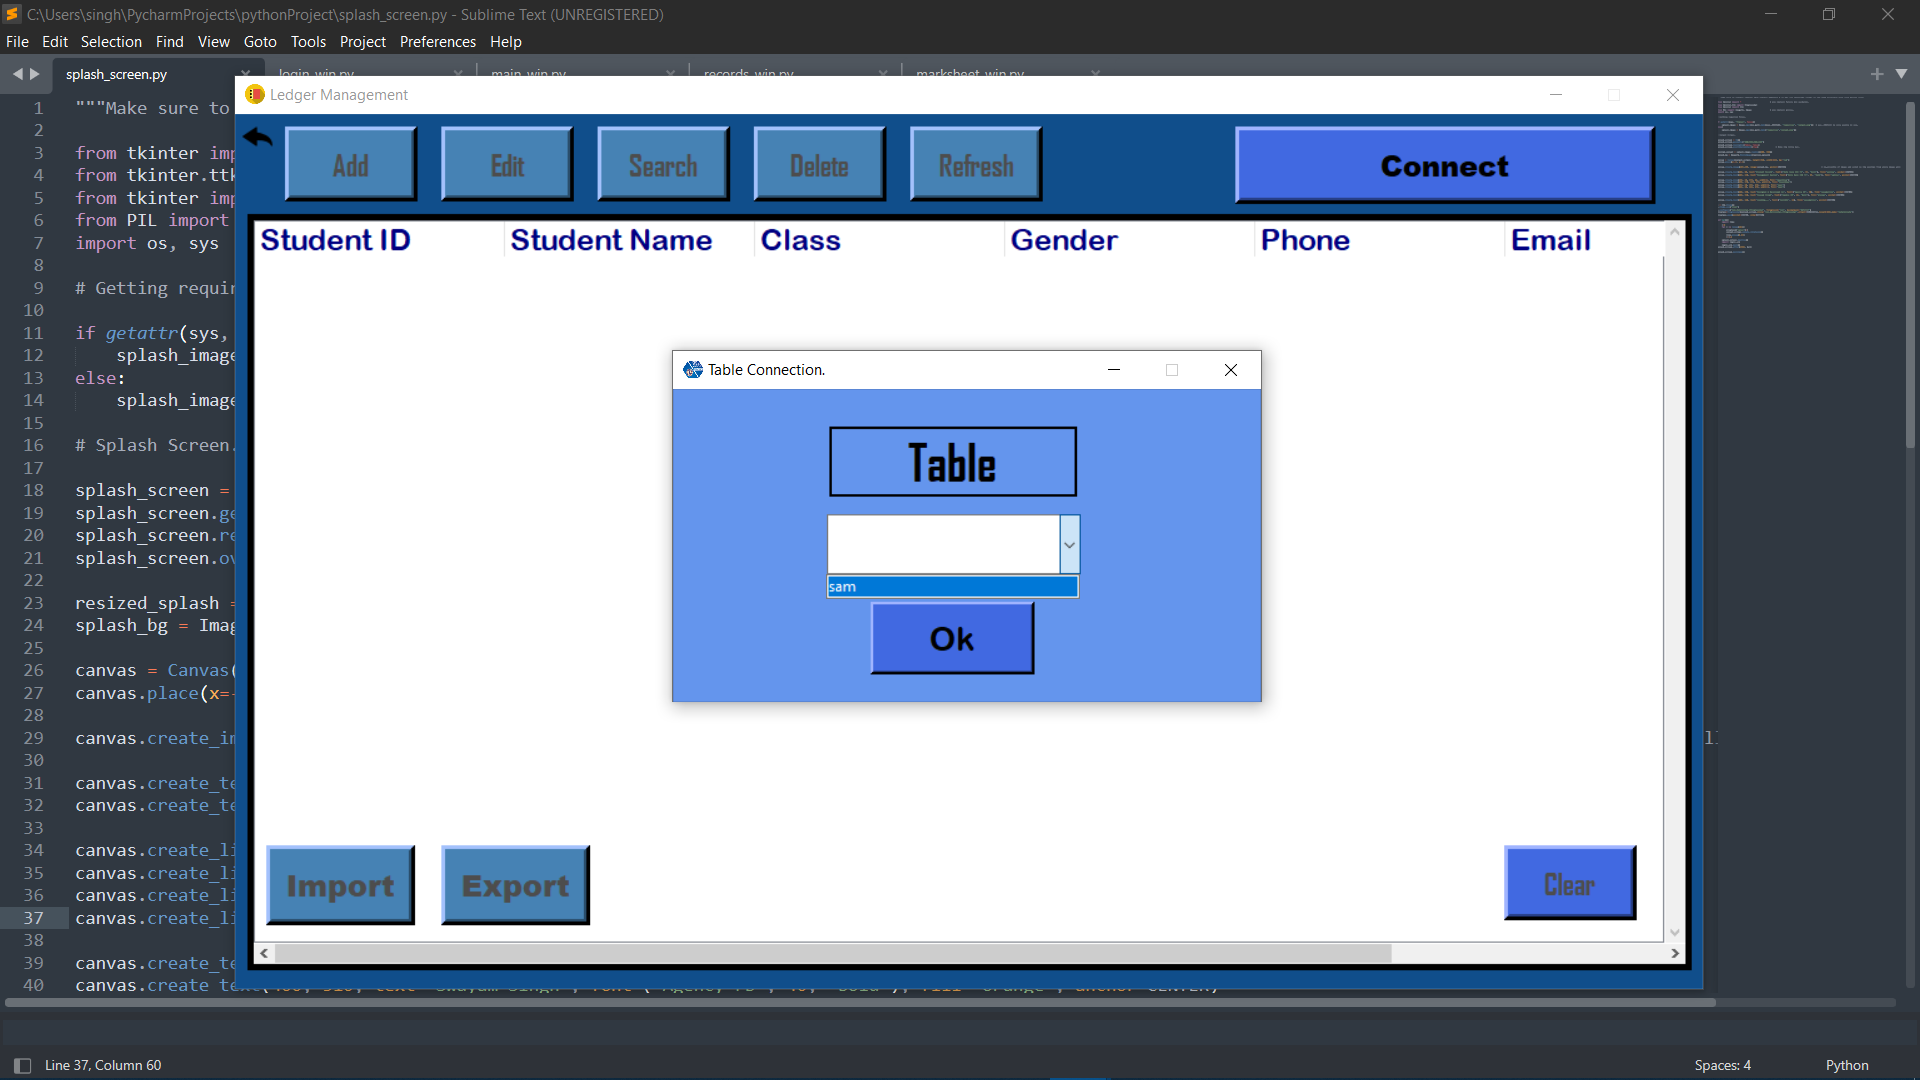 C:\Users\singh\PycharmProjects\pythonProject\splash_screen.py - Sublime Text (UNREGISTERED)
File Edit Selection Find View Goto Tools Project Preferences Help
splash_screen.py login_win.py main_win.py records_win.py marksheet_win.py
Ledger Management
Add Edit Search Delete Refresh Connect
Student ID Student Name Class Gender Phone Email
Table Connection.
Table
sam
Ok
Import Export Clear
1 """Make sure to
2
3 from tkinter imp
4 from tkinter.ttk
5 from tkinter imp
6 from PIL import
7 import os, sys
8
9 # Getting requir
10
11 if getattr(sys,
12 splash_image
13 else:
14 splash_image
15
16 # Splash Screen.
17
18 splash_screen =
19 splash_screen.ge
20 splash_screen.re
21 splash_screen.ov
22
23 resized_splash =
24 splash_bg = Imag
25
26 canvas = Canvas(
27 canvas.place(x=-
28
29 canvas.create_im
30
31 canvas.create_te
32 canvas.create_te
33
34 canvas.create_li
35 canvas.create_li
36 canvas.create_li
37 canvas.create_li
38
39 canvas.create_te
40 canvas.create_te
Line 37, Column 60 Spaces: 4 Python